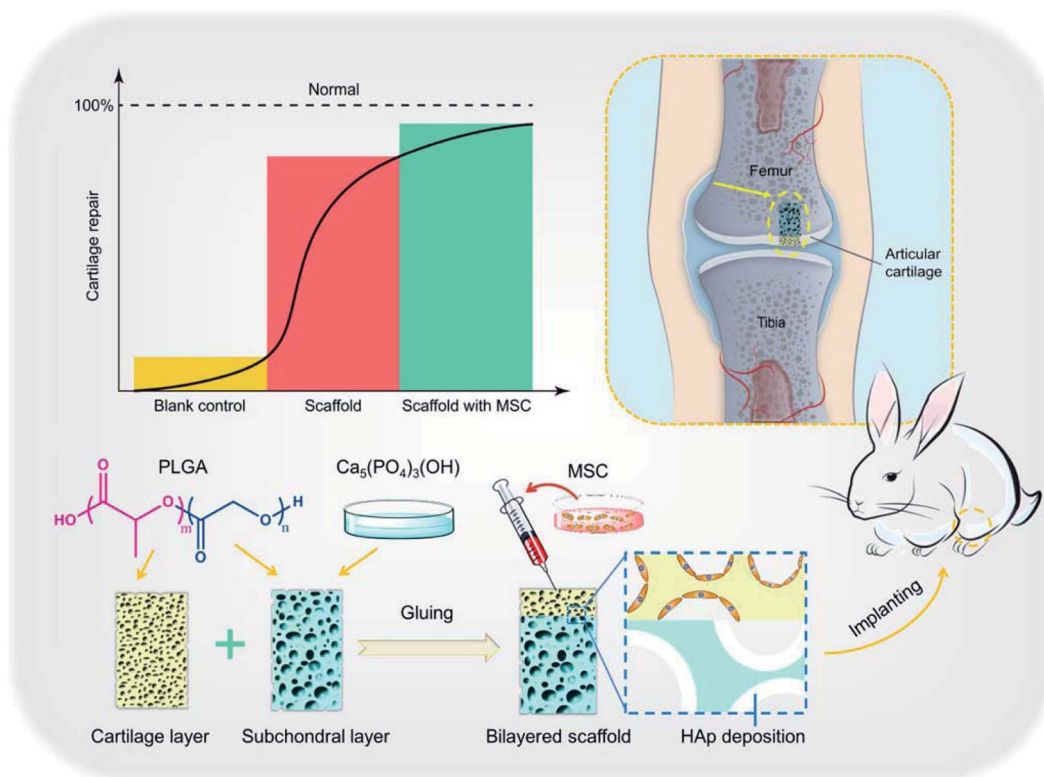 Normal
100%
Cartilage repair
Blank control
Scaffold
Scaffold with MSC
Femur
Articular
cartilage
Tibia
PLGA
Ca₅(PO₄)₃(OH)
MSC
O
HO
O
m
O
O
n
H
Gluing
Implanting
Cartilage layer
Subchondral layer
Bilayered scaffold
HAp deposition